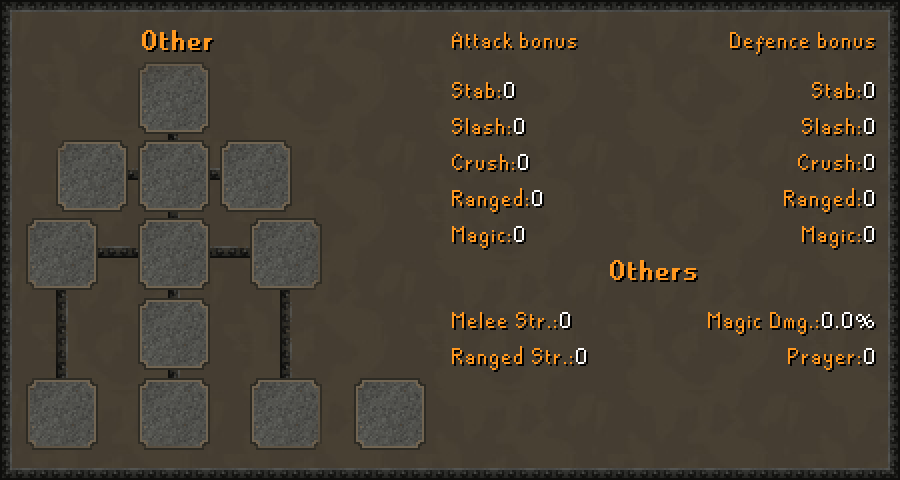 Other
Attack bonus
Defence bonus
Stab:0
Stab:0
Slash:0
Slash:0
Crush:0
Crush:0
Ranged:0
Ranged:0
Magic:0
Magic:0
Others
Melee Str.:0
Magic Dmg.:0.0%
Ranged Str.:0
Prayer:0